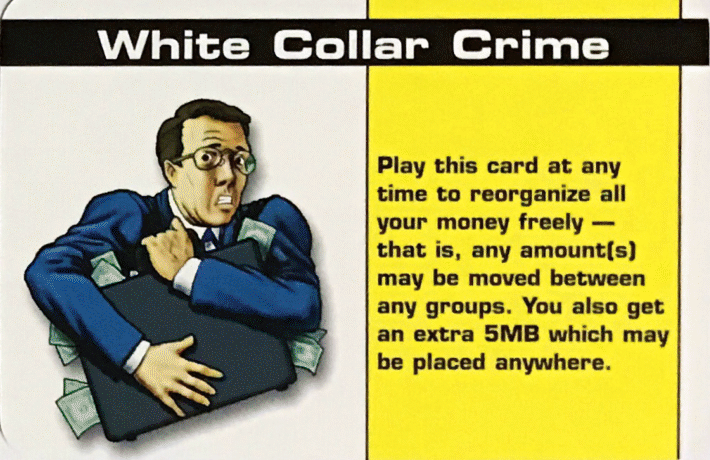 White Collar Crime
Play this card at any
time to reorganize all
your money freely —
that is, any amount(s)
may be moved between
any groups. You also get
an extra 5MB which may
be placed anywhere.